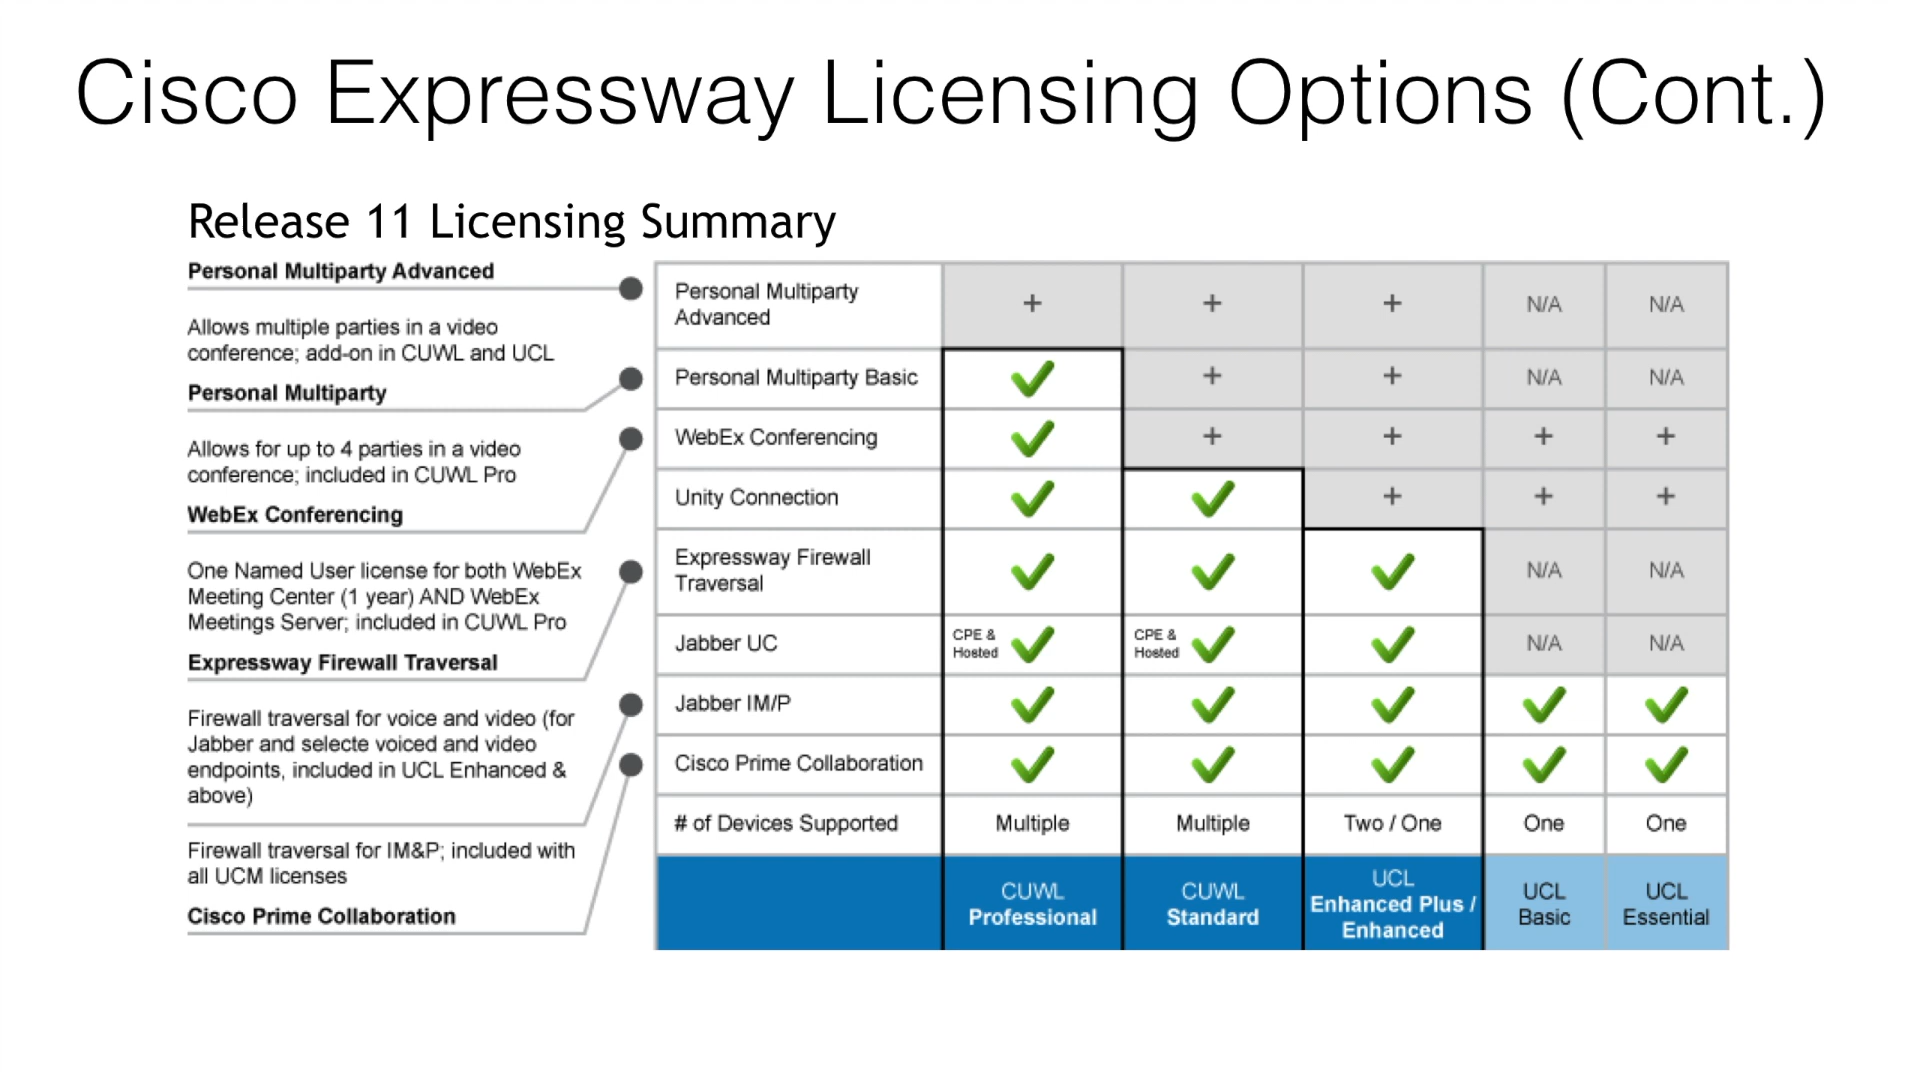 Cisco Expressway Licensing Options (Cont.)
Release 11 Licensing Summary
Personal Multiparty Advanced
Allows multiple parties in a video
conference; add-on in CUWL and UCL
Personal Multiparty
Allows for up to 4 parties in a video
conference; included in CUWL Pro
WebEx Conferencing
One Named User license for both WebEx
Meeting Center (1 year) AND WebEx
Meetings Server; included in CUWL Pro
Expressway Firewall Traversal
Firewall traversal for voice and video (for
Jabber and selecte voiced and video
endpoints, included in UCL Enhanced &
above)
Firewall traversal for IM&P; included with
all UCM licenses
Cisco Prime Collaboration
Personal Multiparty
Advanced
+ + + N/A N/A
Personal Multiparty Basic
+ + N/A N/A
WebEx Conferencing
+ + + +
Unity Connection
+ + +
Expressway Firewall
Traversal
N/A N/A
Jabber UC
CPE &
Hosted
CPE &
Hosted
N/A N/A
Jabber IM/P
Cisco Prime Collaboration
# of Devices Supported Multiple Multiple Two / One One One
CUWL
Professional
CUWL
Standard
UCL
Enhanced Plus /
Enhanced
UCL
Basic
UCL
Essential